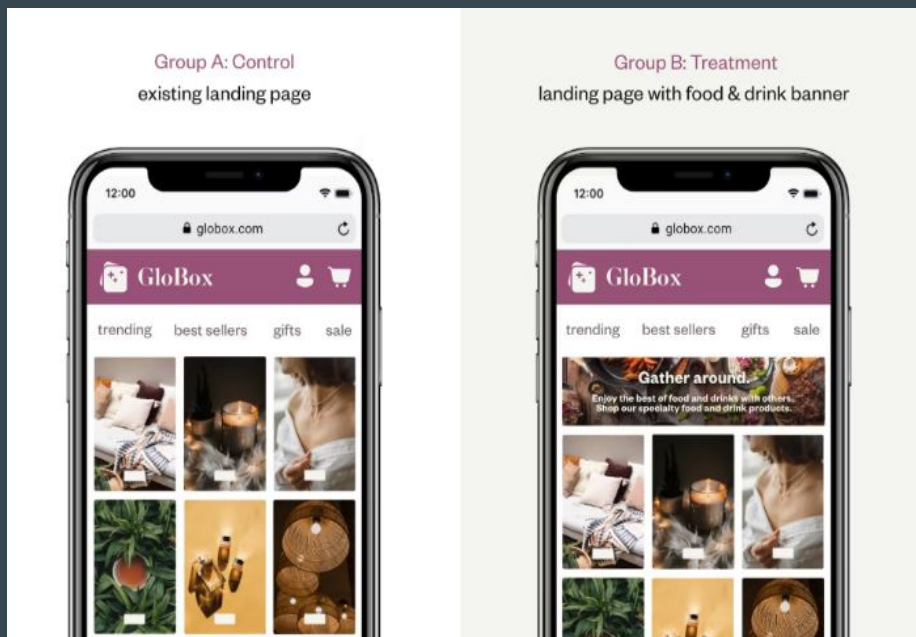 Group A: Control
existing landing page
12:00
globox.com
GloBox
trending best sellers gifts sale
Group B: Treatment
landing page with food & drink banner
12:00
globox.com
GloBox
trending best sellers gifts sale
Gather around.
Enjoy the best of food and drinks with others.
Shop our specialty food and drink products.